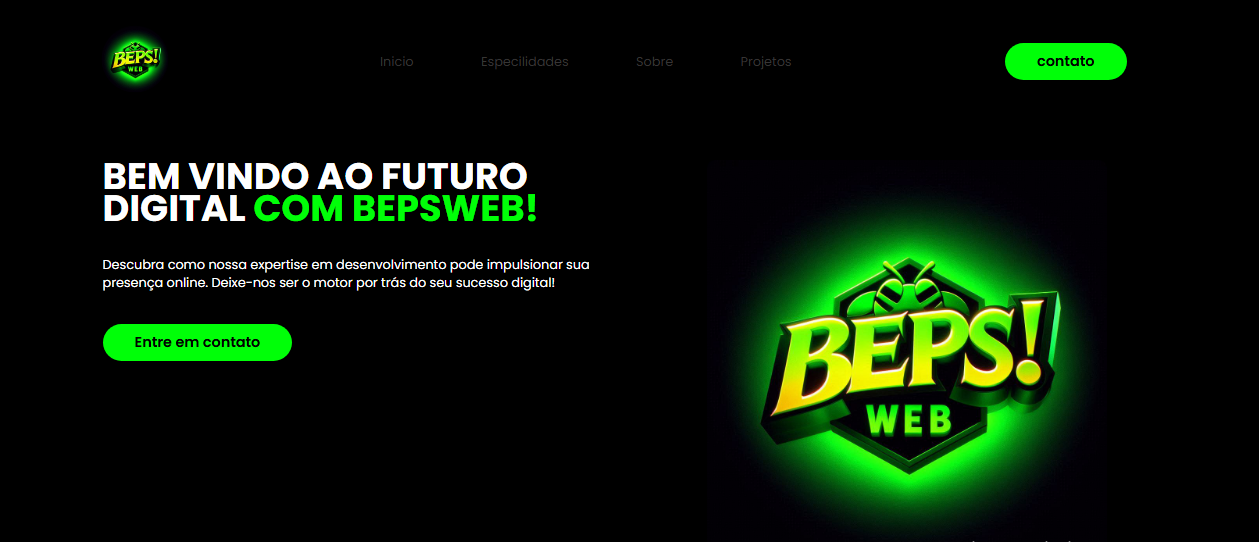 BEPS!
WEB
Inicio
Especilidades
Sobre
Projetos
contato
BEM VINDO AO FUTURO
DIGITAL COM BEPSWEB!
Descubra como nossa expertise em desenvolvimento pode impulsionar sua
presença online. Deixe-nos ser o motor por trás do seu sucesso digital!
Entre em contato
BEPS!
WEB